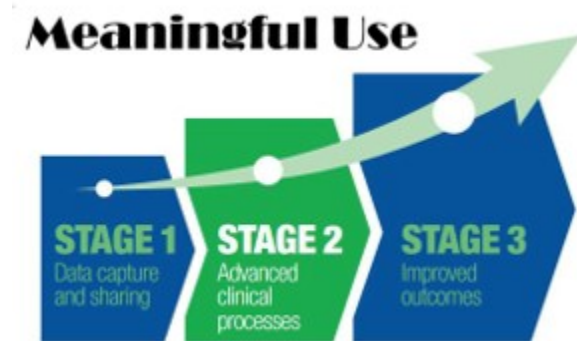 Meaningful Use
STAGE 1
Data capture
and sharing
STAGE 2
Advanced
clinical
processes
STAGE 3
Improved
outcomes